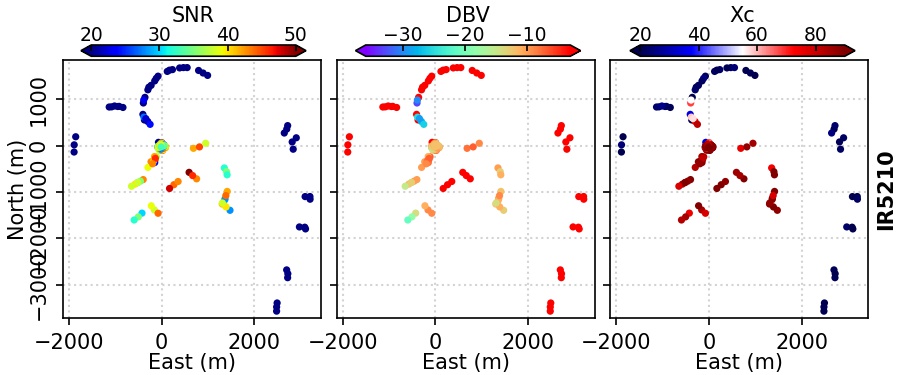 SNR DBV Xc
20 30 40 50 −30 −20 −10 20 40 60 80
North (m)
1000
0
−1000
−2000
−3000
IR5210
−2000 0 2000 −2000 0 2000 −2000 0 2000
East (m) East (m) East (m)